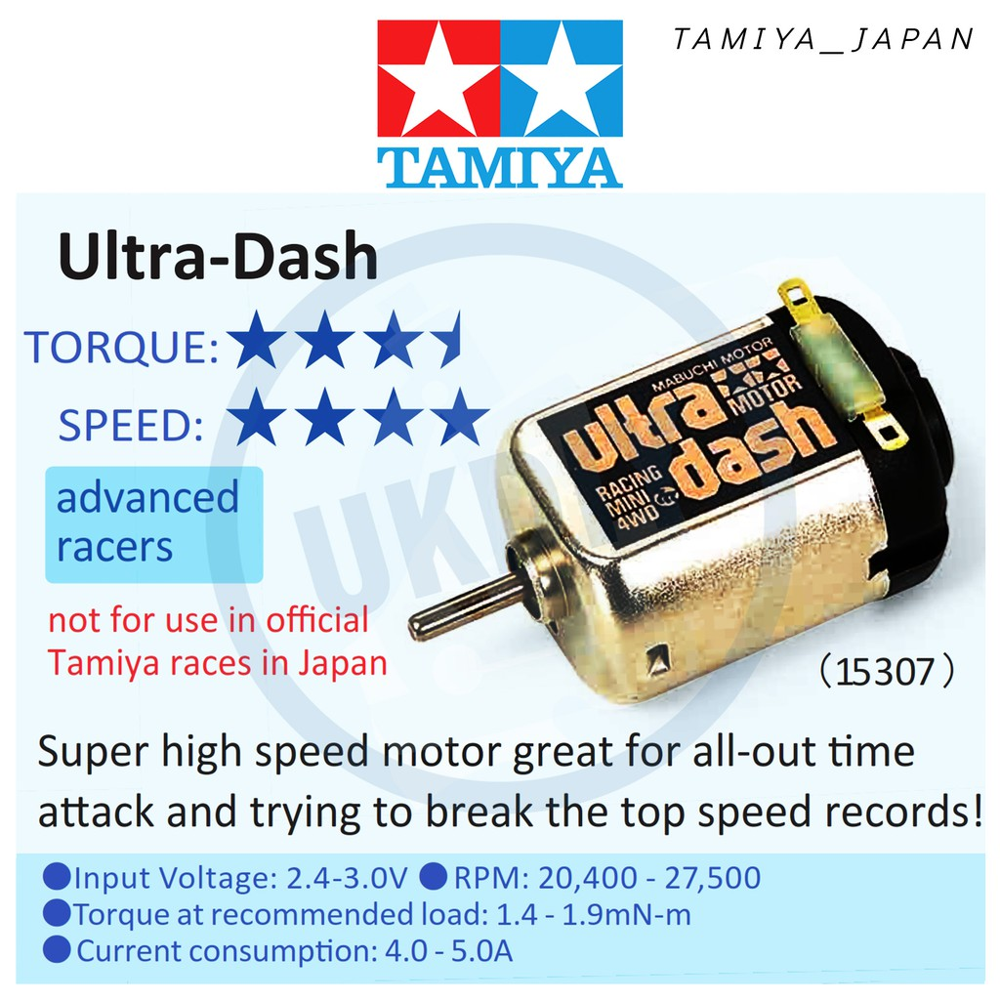 TAMIYA_JAPAN
TAMIYA
Ultra-Dash
TORQUE:
SPEED:
advanced
racers
not for use in official
Tamiya races in Japan
MABUCHI MOTOR
ultra
MOTOR
dash
RACING
MINI
4WD
(15307)
Super high speed motor great for all-out time
attack and trying to break the top speed records!
●Input Voltage: 2.4-3.0V ●RPM: 20,400 - 27,500
●Torque at recommended load: 1.4 - 1.9mN-m
●Current consumption: 4.0 - 5.0A